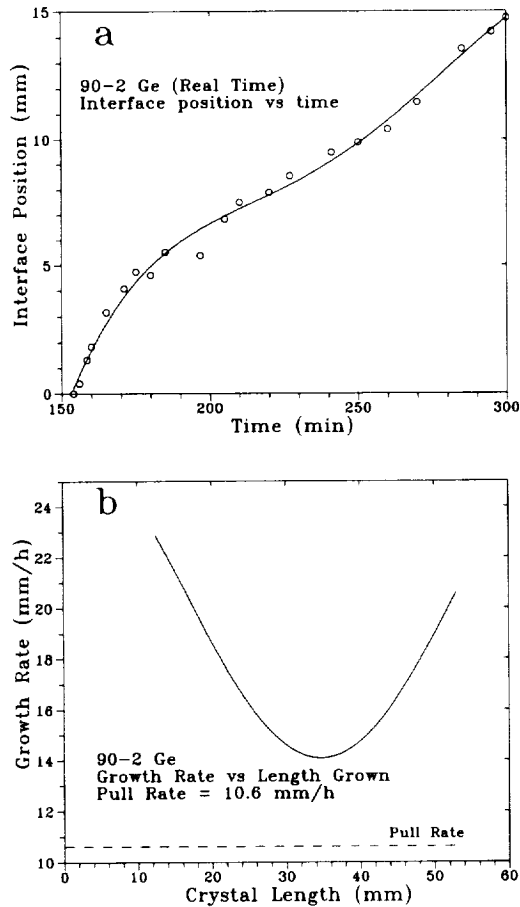 a
90-2 Ge (Real Time)
Interface position vs time
15
10
5
0
Interface Position (mm)
150
200
250
300
Time (min)
b
24
22
20
18
16
14
12
10
Growth Rate (mm/h)
90-2 Ge
Growth Rate vs Length Grown
Pull Rate = 10.6 mm/h
Pull Rate
0
10
20
30
40
50
60
Crystal Length (mm)